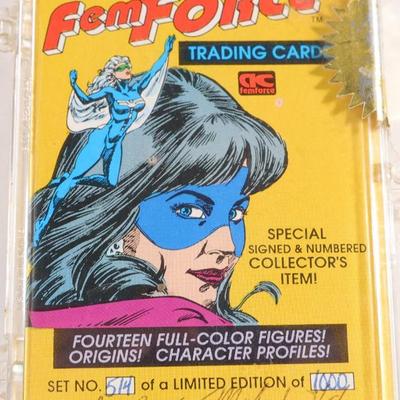 FemForce
TM
TRADING CARDS
AC
femforce
SPECIAL
SIGNED & NUMBERED
COLLECTOR'S
ITEM!
FOURTEEN FULL-COLOR FIGURES!
ORIGINS! CHARACTER PROFILES!
SET NO. 514 of a LIMITED EDITION of 1000